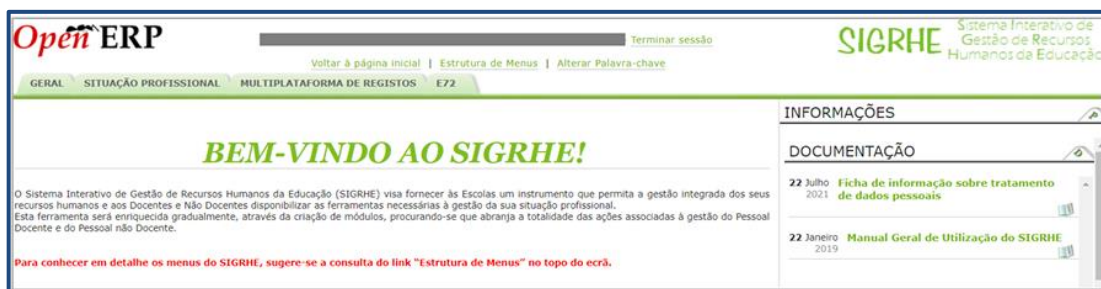 Open ERP
Terminar sessão
Voltar à página inicial | Estrutura de Menus | Alterar Palavra-chave
SIGRHE
Sistema Interativo de
Gestão de Recursos
Humanos da Educação
GERAL SITUAÇÃO PROFISSIONAL MULTIPLATAFORMA DE REGISTOS E72
BEM-VINDO AO SIGRHE!
O Sistema Interativo de Gestão de Recursos Humanos da Educação (SIGRHE) visa fornecer às Escolas um instrumento que permita a gestão integrada dos seus
recursos humanos e aos Docentes e Não Docentes disponibilizar as ferramentas necessárias à gestão da sua situação profissional.
Esta ferramenta será enriquecida gradualmente, através da criação de módulos, procurando-se que abranja a totalidade das ações associadas à gestão do Pessoal
Docente e do Pessoal não Docente.
Para conhecer em detalhe os menus do SIGRHE, sugere-se a consulta do link "Estrutura de Menus" no topo do ecrã.
INFORMAÇÕES
DOCUMENTAÇÃO
22 Julho Ficha de informação sobre tratamento
2021 de dados pessoais
22 Janeiro Manual Geral de Utilização do SIGRHE
2019